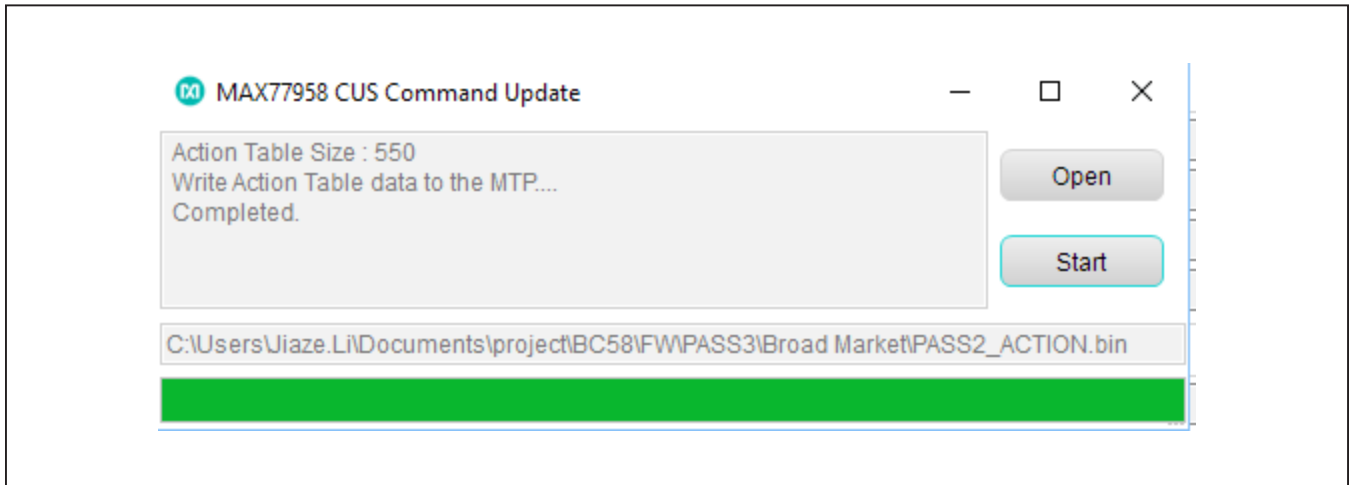 MAX77958 CUS Command Update
Action Table Size : 550
Write Action Table data to the MTP....
Completed.
Open
Start
C:\Users\Jiaze.Li\Documents\project\BC58\FW\PASS3\Broad Market\PASS2_ACTION.bin